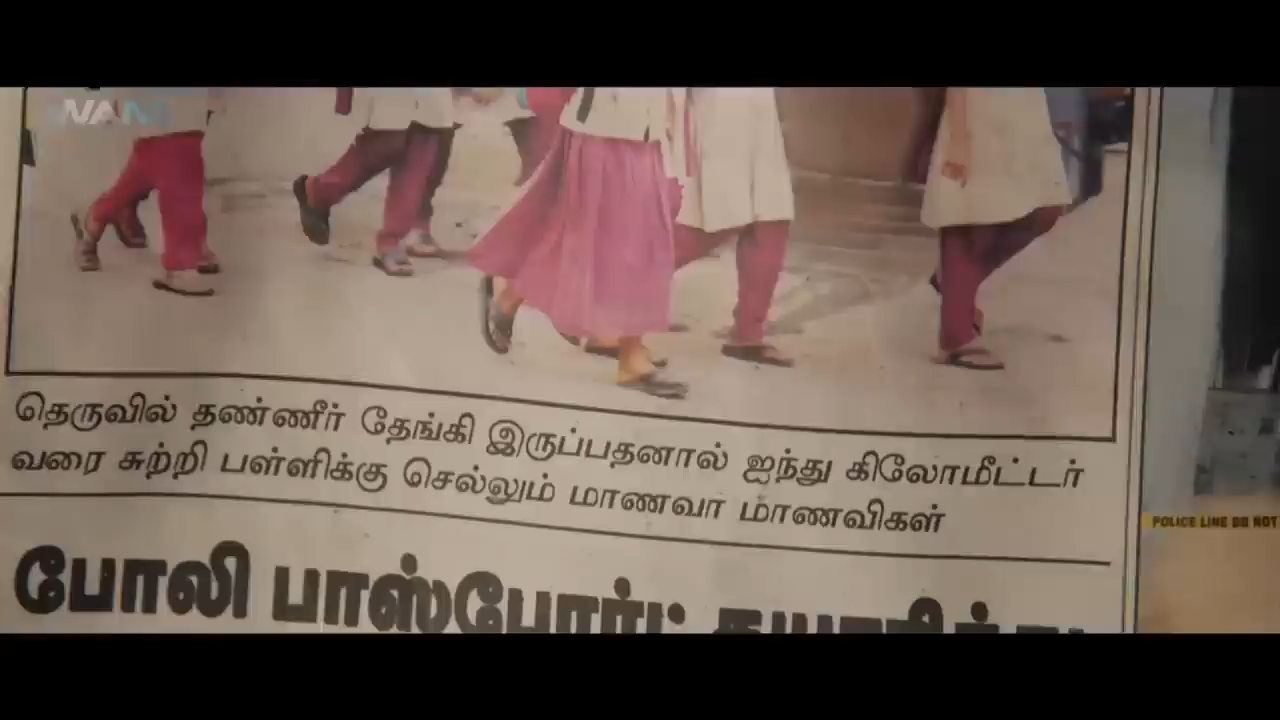 தெருவில் தண்ணீர் தேங்கி இருப்பதனால் ஐந்து கிலோமீட்டர்
வரை சுற்றி பள்ளிக்கு செல்லும் மாணவா மாணவிகள்
POLICE LINE DO NOT
போலி பாஸ்போர்ட்